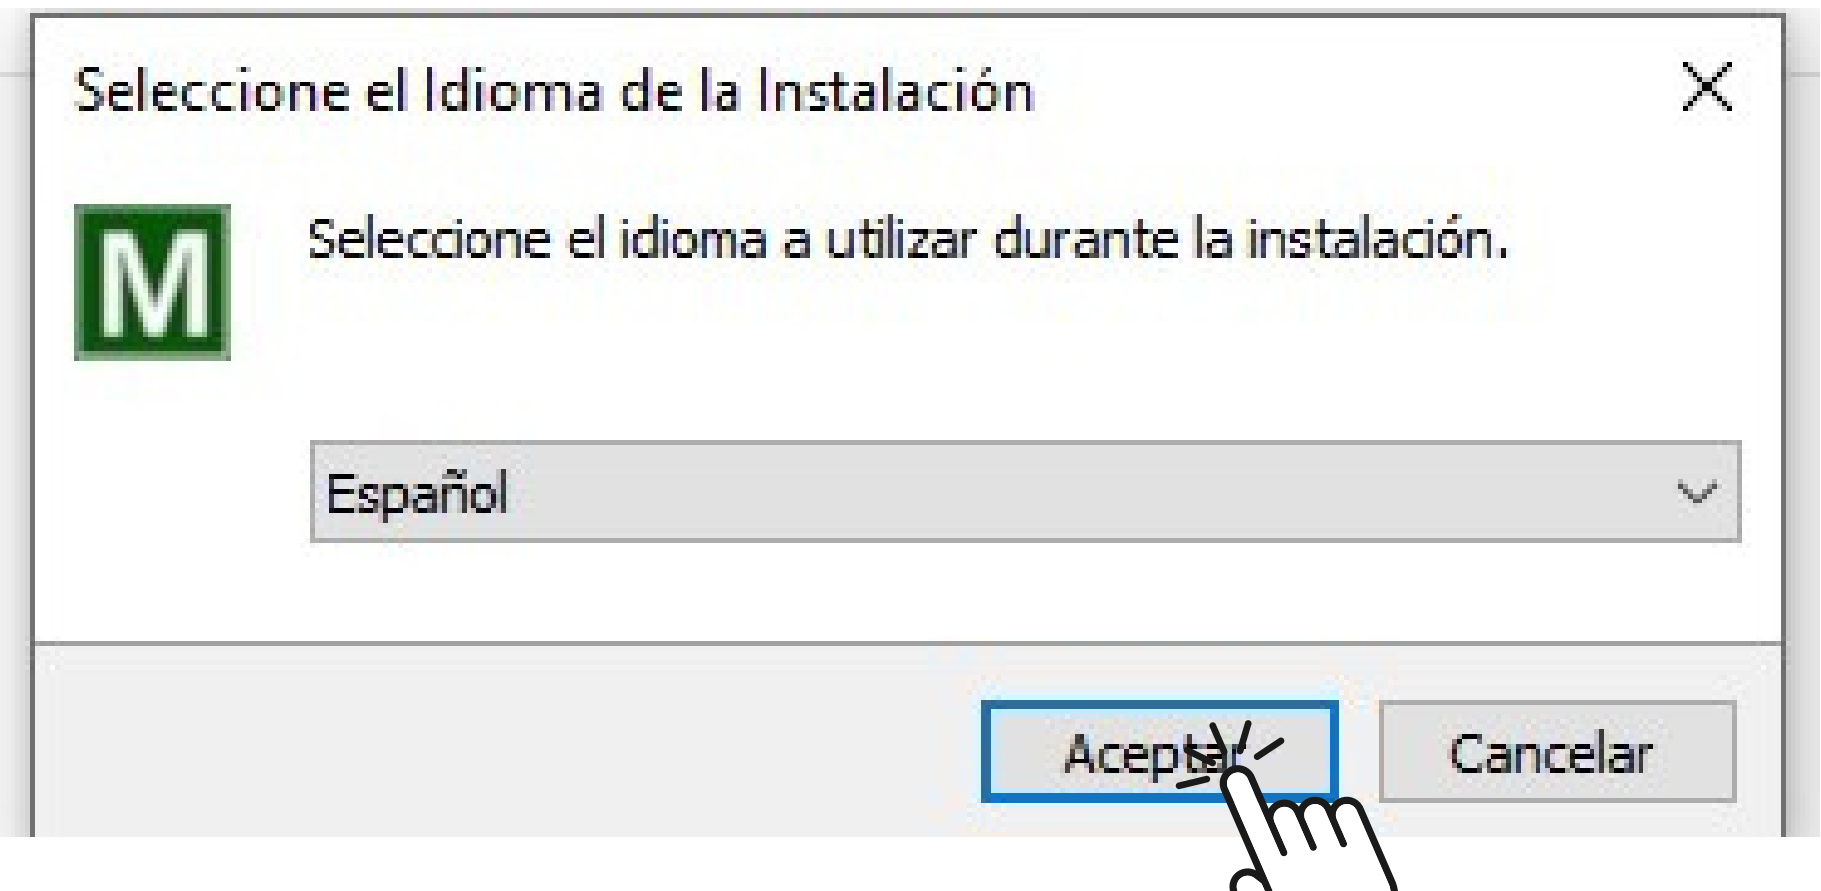 Seleccione el Idioma de la Instalación
M
Seleccione el idioma a utilizar durante la instalación.
Español
Aceptar
Cancelar